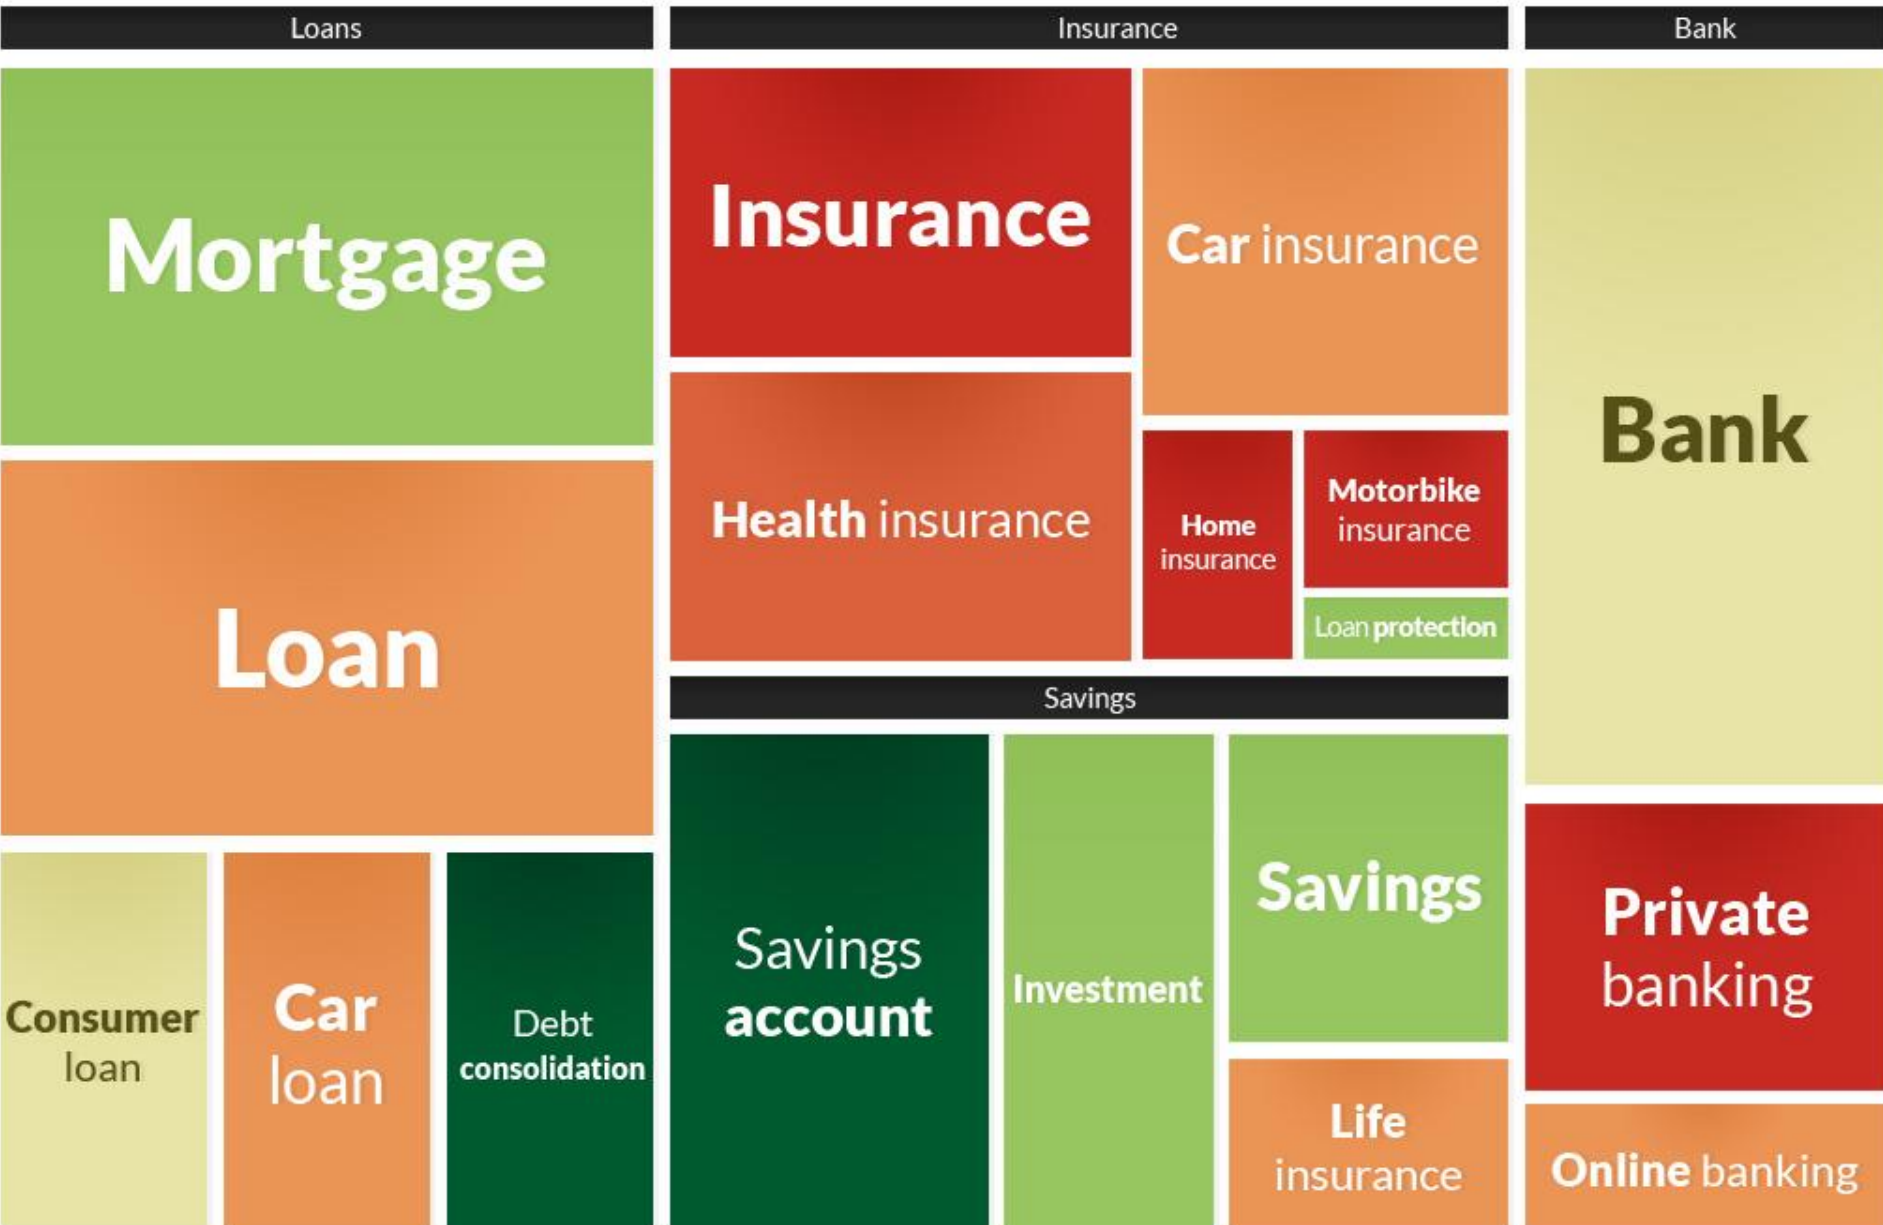 Loans
Mortgage
Loan
Consumer
loan
Car
loan
Debt
consolidation
Insurance
Insurance
Car insurance
Health insurance
Home
insurance
Motorbike
insurance
Loan protection
Savings
Savings
account
Investment
Savings
Life
insurance
Bank
Bank
Private
banking
Online banking